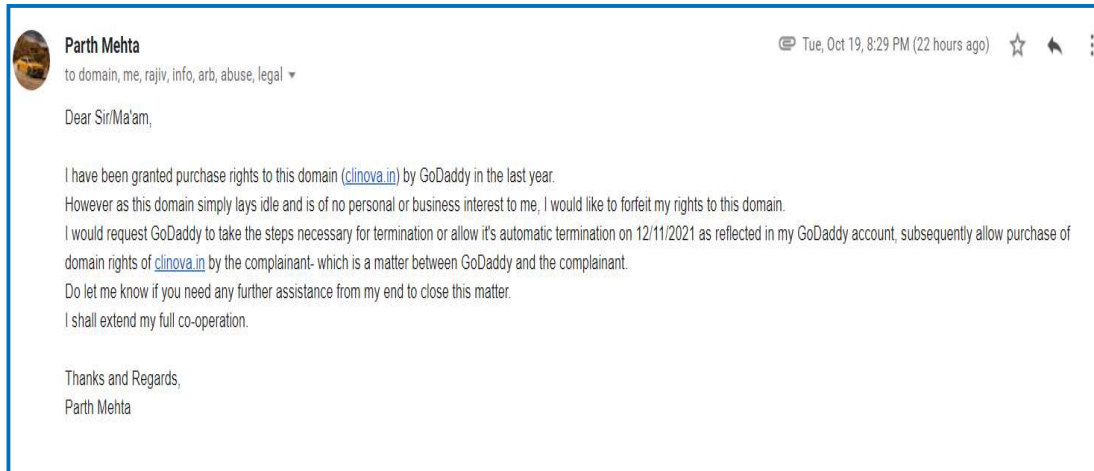 Parth Mehta
Tue, Oct 19, 8:29 PM (22 hours ago)
to domain, me, rajiv, info, arb, abuse, legal
Dear Sir/Ma'am,
I have been granted purchase rights to this domain (clinova.in) by GoDaddy in the last year.
However as this domain simply lays idle and is of no personal or business interest to me, I would like to forfeit my rights to this domain.
I would request GoDaddy to take the steps necessary for termination or allow it's automatic termination on 12/11/2021 as reflected in my GoDaddy account, subsequently allow purchase of
domain rights of clinova.in by the complainant- which is a matter between GoDaddy and the complainant.
Do let me know if you need any further assistance from my end to close this matter.
I shall extend my full co-operation.
Thanks and Regards,
Parth Mehta